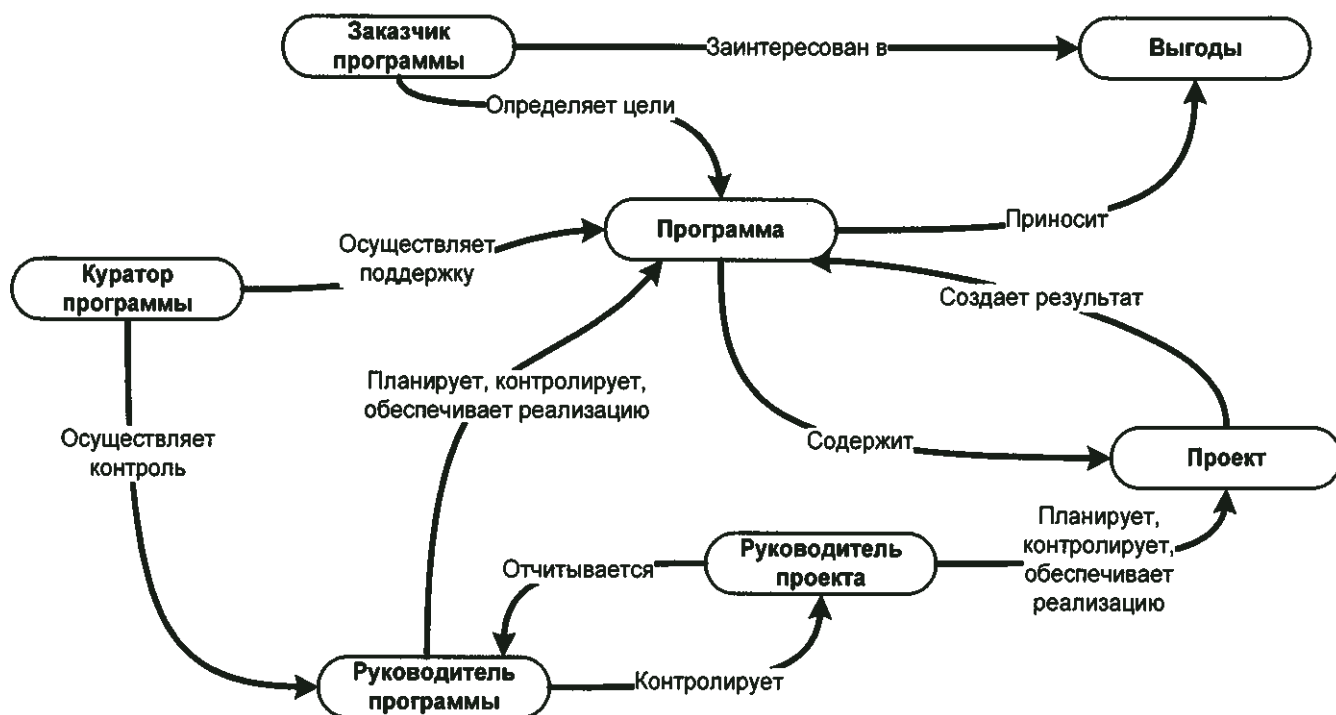 Заказчик
программы
Заинтересован в
Выгоды
Определяет цели
Программа
Приносит
Осуществляет
поддержку
Куратор
программы
Создает результат
Планирует, контролирует,
обеспечивает реализацию
Осуществляет
контроль
Содержит
Проект
Планирует,
контролирует,
обеспечивает
реализацию
Руководитель
проекта
Отчитывается
Руководитель
программы
Контролирует